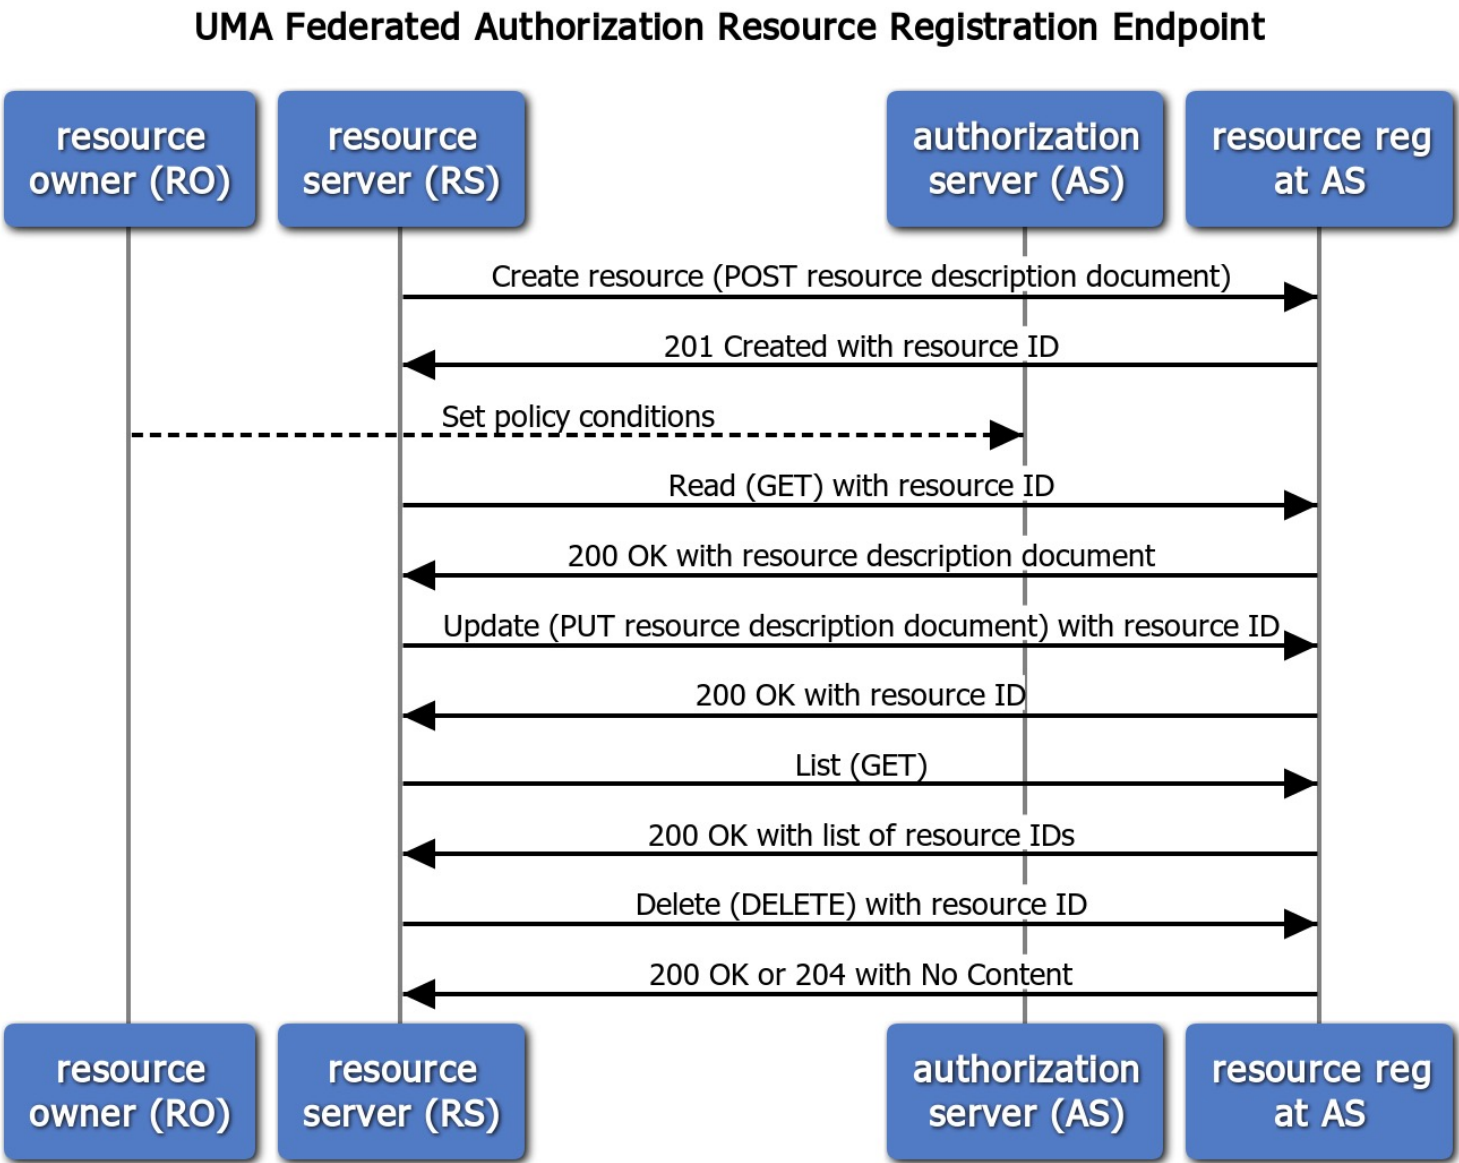 UMA Federated Authorization Resource Registration Endpoint
resource
owner (RO)
resource
server (RS)
authorization
server (AS)
resource reg
at AS
Create resource (POST resource description document)
201 Created with resource ID
Set policy conditions
Read (GET) with resource ID
200 OK with resource description document
Update (PUT resource description document) with resource ID
200 OK with resource ID
List (GET)
200 OK with list of resource IDs
Delete (DELETE) with resource ID
200 OK or 204 with No Content
resource
owner (RO)
resource
server (RS)
authorization
server (AS)
resource reg
at AS